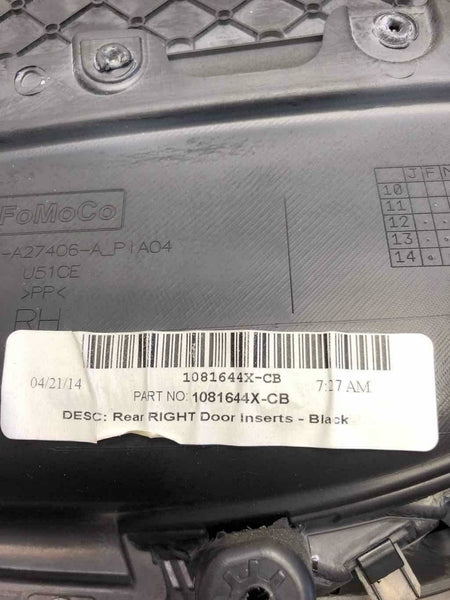 J F M
10
11
12
13
14
FoMoCo
-A27406-A_PIA04
U51CE
>PP<
RH
1081644X-CB
04/21/14 7:17 AM
PART NO: 1081644X-CB
DESC: Rear RIGHT Door Inserts - Black